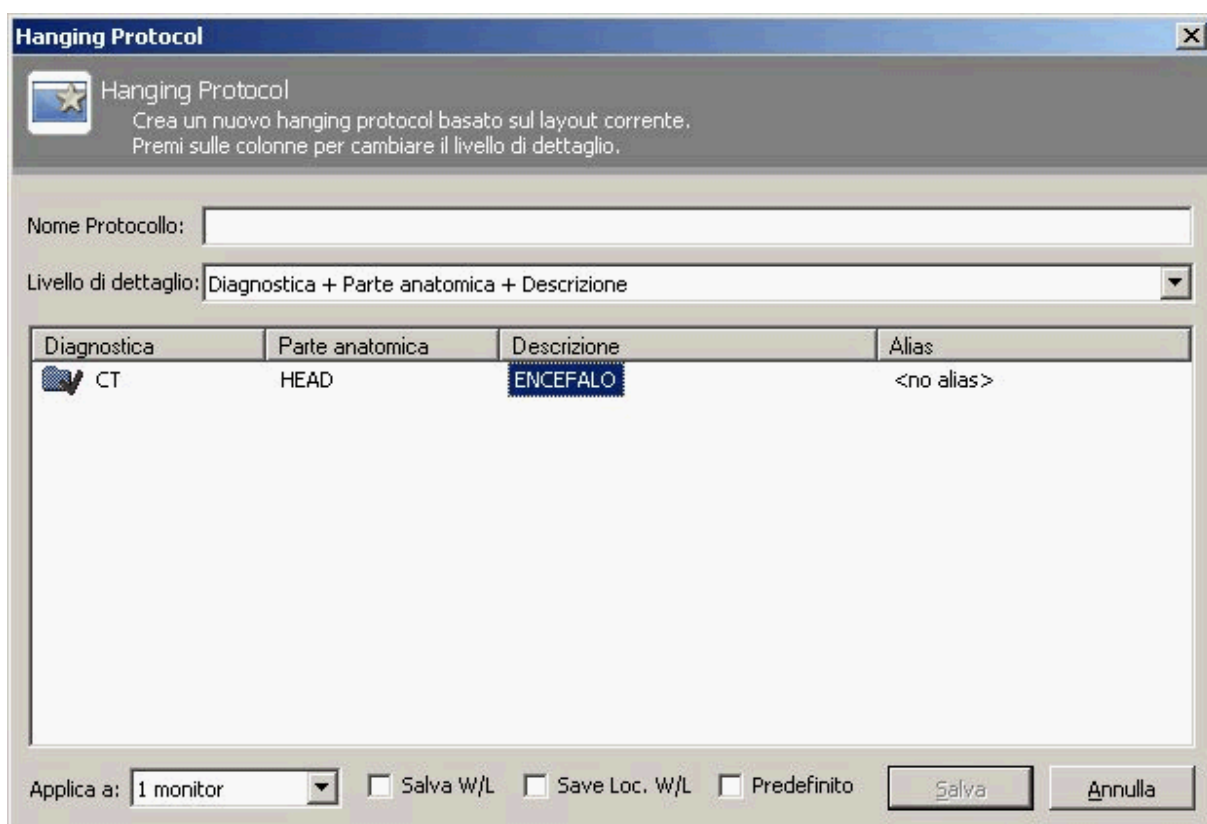 Hanging Protocol
Hanging Protocol
Crea un nuovo hanging protocol basato sul layout corrente.
Premi sulle colonne per cambiare il livello di dettaglio.
Nome Protocollo:
Livello di dettaglio: Diagnostica + Parte anatomica + Descrizione
Diagnostica Parte anatomica Descrizione Alias
CT HEAD ENCEFALO <no alias>
Applica a: 1 monitor Salva W/L Save Loc. W/L Predefinito Salva Annulla